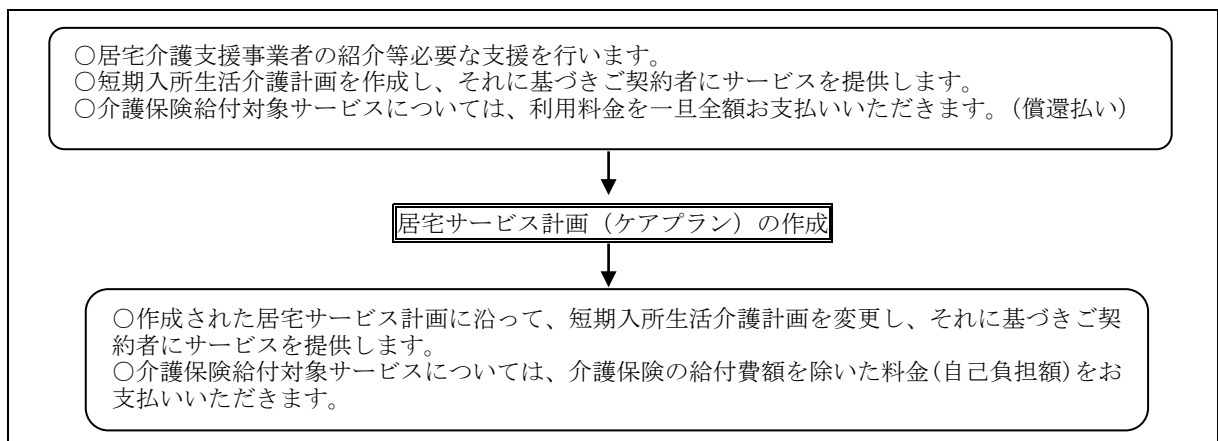 ○居宅介護支援事業者の紹介等必要な支援を行います。
○短期入所生活介護計画を作成し、それに基づきご契約者にサービスを提供します。
○介護保険給付対象サービスについては、利用料金を一旦全額お支払いいただきます。(償還払い)
居宅サービス計画（ケアプラン）の作成
○作成された居宅サービス計画に沿って、短期入所生活介護計画を変更し、それに基づきご契
約者にサービスを提供します。
○介護保険給付対象サービスについては、介護保険の給付費額を除いた料金(自己負担額)をお
支払いいただきます。